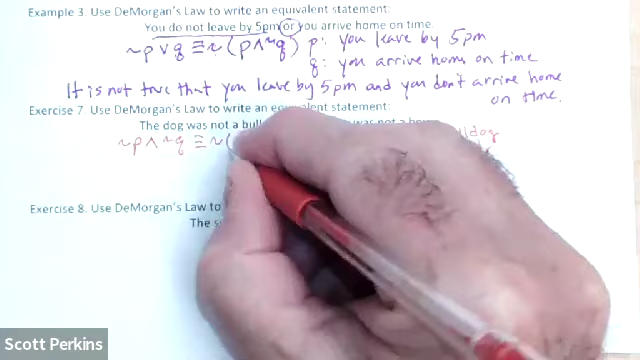 Example 3. Use DeMorgan's Law to write an equivalent statement:
You do not leave by 5pm or you arrive home on time.
~p ∨ q ≡ ~(p ∧ ~q) p: you leave by 5pm
q: you arrive home on time
It is not true that you leave by 5pm and you don't arrive home
on time.
Exercise 7. Use DeMorgan's Law to write an equivalent statement:
The dog was not a was not a
~p ∧ ~q ≡ ~(
Exercise 8. Use DeMorgan's Law to
The
Scott Perkins